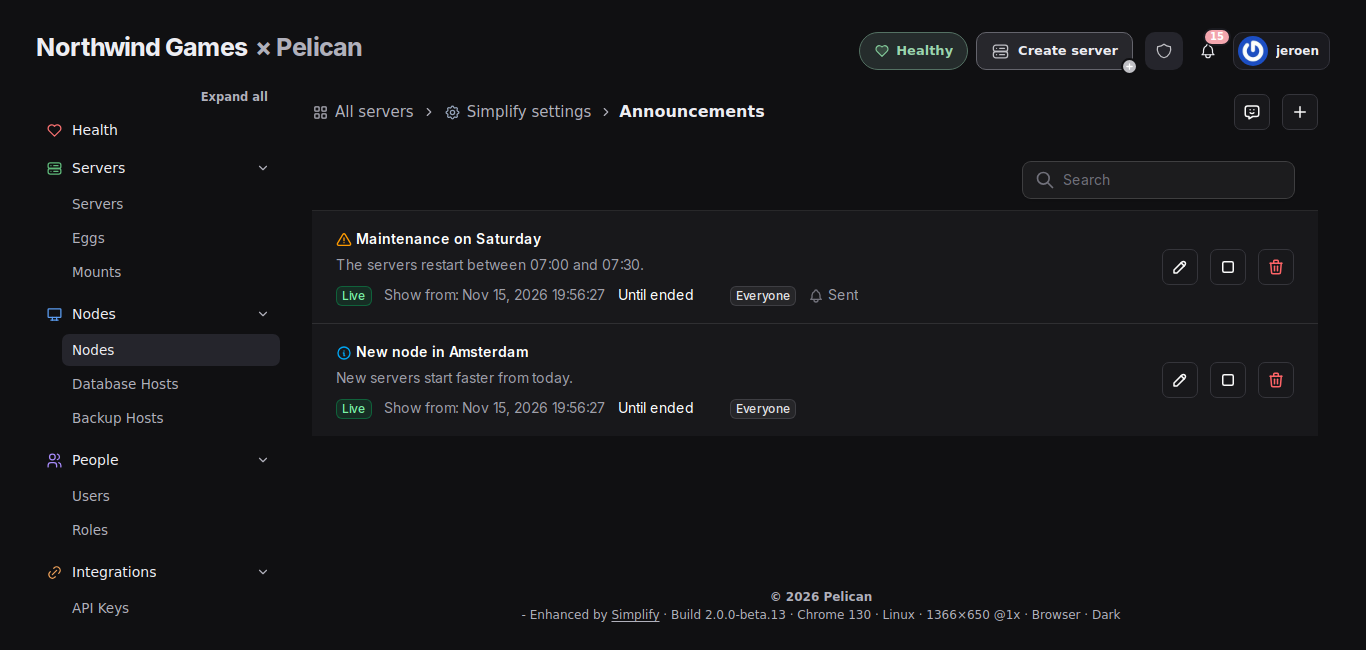 Northwind Games × Pelican
Healthy
Create server
15
jeroen
Expand all
Health
Servers
Servers
Eggs
Mounts
Nodes
Nodes
Database Hosts
Backup Hosts
People
Users
Roles
Integrations
API Keys
All servers > Simplify settings > Announcements
Search
Maintenance on Saturday
The servers restart between 07:00 and 07:30.
Live Show from: Nov 15, 2026 19:56:27 Until ended Everyone Sent
New node in Amsterdam
New servers start faster from today.
Live Show from: Nov 15, 2026 19:56:27 Until ended Everyone
© 2026 Pelican
- Enhanced by Simplify · Build 2.0.0-beta.13 · Chrome 130 · Linux · 1366×650 @1x · Browser · Dark